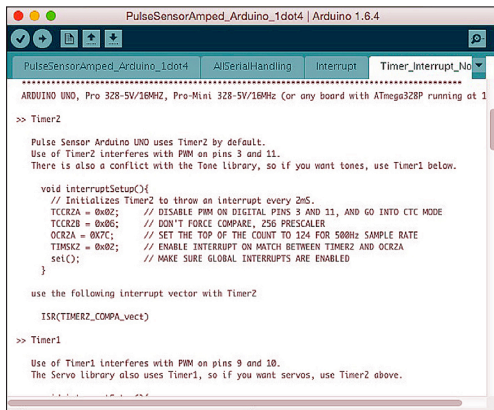 PulseSensorAmped_Arduino_1dot4 | Arduino 1.6.4
PulseSensorAmped_Arduino_1dot4 AllSerialHandling Interrupt Timer_Interrupt_No
ARDUINO UNO, Pro 328-5V/16MHZ, Pro-Mini 328-5V/16MHz (or any board with ATmega328P running at 1
>> Timer2
Pulse Sensor Arduino UNO uses Timer2 by default.
Use of Timer2 interferes with PWM on pins 3 and 11.
There is also a conflict with the Tone library, so if you want tones, use Timer1 below.
void interruptSetup(){
// Initializes Timer2 to throw an interrupt every 2mS.
TCCR2A = 0x02; // DISABLE PWM ON DIGITAL PINS 3 AND 11, AND GO INTO CTC MODE
TCCR2B = 0x06; // DON'T FORCE COMPARE, 256 PRESCALER
OCR2A = 0X7C; // SET THE TOP OF THE COUNT TO 124 FOR 500Hz SAMPLE RATE
TIMSK2 = 0x02; // ENABLE INTERRUPT ON MATCH BETWEEN TIMER2 AND OCR2A
sei(); // MAKE SURE GLOBAL INTERRUPTS ARE ENABLED
}
use the following interrupt vector with Timer2
ISR(TIMER2_COMPA_vect)
>> Timer1
Use of Timer1 interferes with PWM on pins 9 and 10.
The Servo library also uses Timer1, so if you want servos, use Timer2 above.